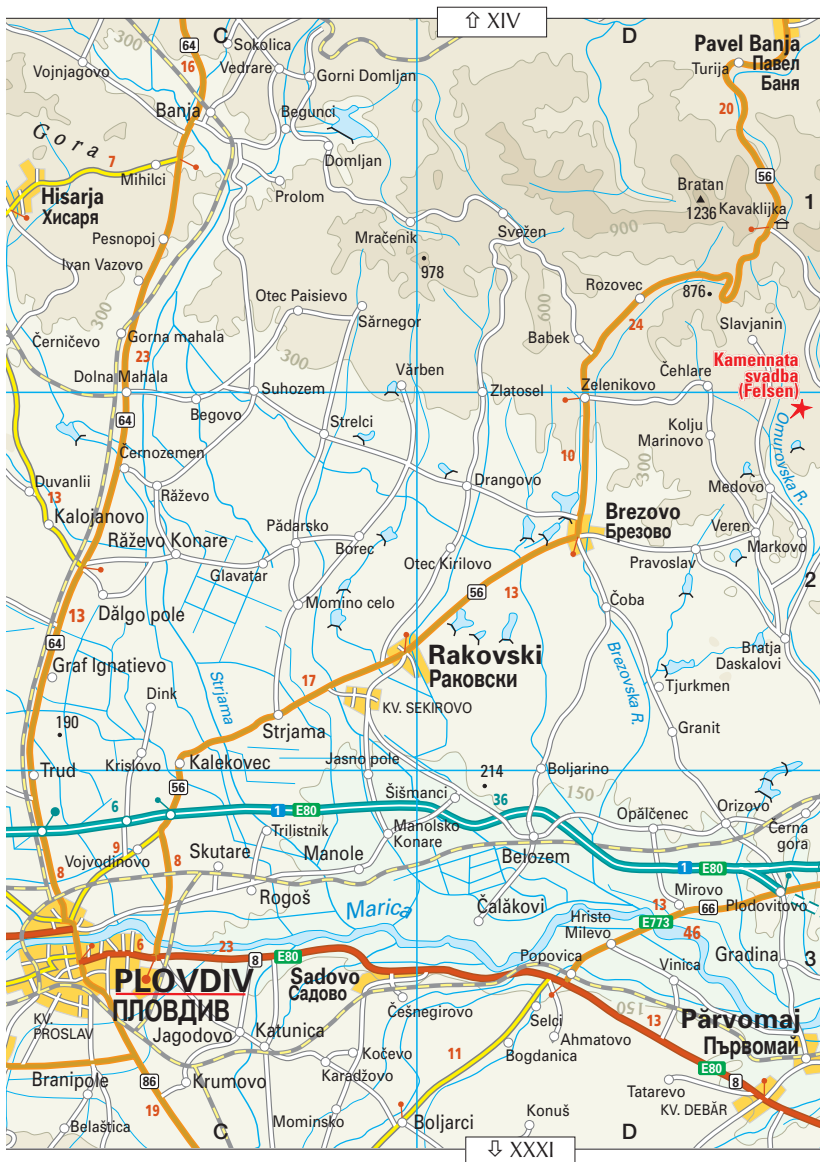 ⇧ XIV
C
D
300
64
16
Sokolica
Vojnjagovo
Vedrare
Gorni Domljan
Pavel Banja
Павел
Баня
Turija
20
Banja
Begunci
Gora
7
Mihilci
Domljan
56
Hisarja
Хисаря
Prolom
Bratan
1236
Kavaklijka
1
Pesnopoj
Mračenik
Svežen
900
978
Ivan Vazovo
300
Otec Paisievo
Sărnegor
600
Rozovec
876
24
Černičevo
Gorna mahala
23
300
Babek
Slavjanin
Kamennata
svadba
(Felsen)
Dolna Mahala
Suhozem
Vărben
Zlatosel
Zelenikovo
Čehlare
64
Begovo
Strelci
Kolju
Marinovo
Omurovska R.
Černozemen
10
300
Duvanlii
13
Răževo
Drangovo
Medovo
Kalojanovo
Brezovo
Брезово
Veren
Markovo
Răževo Konare
Pădarsko
Borec
Otec Kirilovo
Pravoslav
2
Glavatar
56
13
13
Dălgo pole
Momino celo
Čoba
64
Graf Ignatievo
Rakovski
Раковски
Bratja
Daskalovi
Brezovska R.
Strjama
17
Dink
KV. SEKIROVO
Tjurkmen
190
Strjama
Granit
Krislovo
Kalekovec
Jasno pole
Trud
56
214
Boljarino
150
Šišmanci
36
6
1
E80
Trilistnik
Manolsko
Konare
Opălčenec
Orizovo
Černa
gora
Vojvodinovo
9
8
8
Skutare
Manole
Belozem
1
E80
Rogoš
Marica
Čalăkovi
Mirovo
13
66
Plodovitovo
Hristo
Milevo
E773
46
6
23
8
E80
Popovica
Gradina
3
PLOVDIV
ПЛОВДИВ
Sadovo
Садово
Vinica
KV.
PROSLAV
Češnegirovo
Selci
150
13
Părvomaj
Първомай
Jagodovo
Katunica
Ahmatovo
Kočevo
11
Bogdanica
E80
8
Branipole
86
Krumovo
Karadžovo
Tatarevo
19
KV. DEBĂR
Belaštica
C
Mominsko
Boljarci
Konuš
D
⇩ XXXI